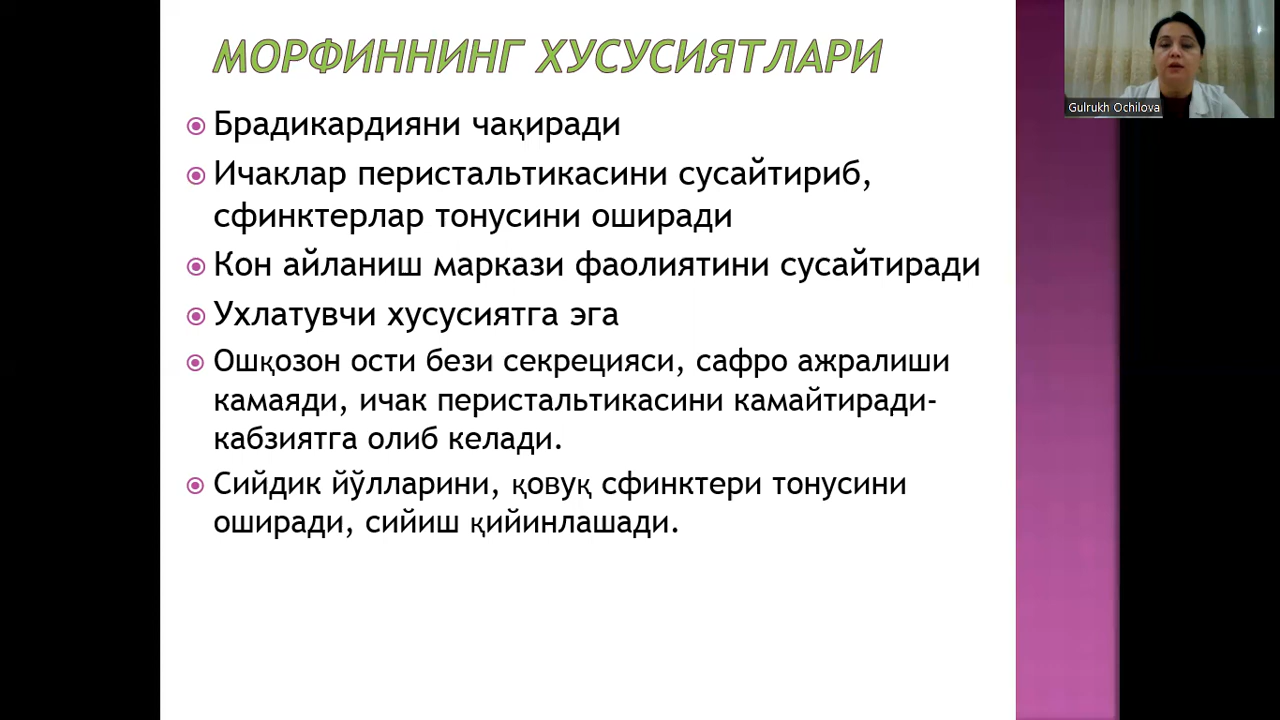 МОРФИННИНГ ХУСУСИЯТЛАРИ
Брадикардияни чақиради
Ичаклар перистальтикасини сусайтириб,
сфинктерлар тонусини оширади
Кон айланиш маркази фаолиятини сусайтиради
Ухлатувчи хусусиятга эга
Ошқозон ости бези секрецияси, сафро ажралиши
камаяди, ичак перистальтикасини камайтиради-
кабзиятга олиб келади.
Сийдик йўлларини, қовуқ сфинктери тонусини
оширади, сийиш қийинлашади.
Gulrukh Ochilova